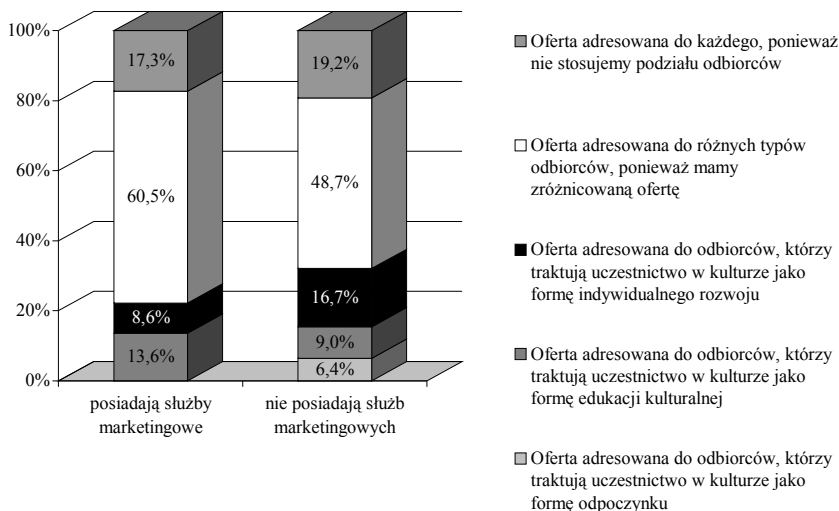 100%
80%
60%
40%
20%
0%
17,3%
60,5%
8,6%
13,6%
19,2%
48,7%
16,7%
9,0%
6,4%
posiadają służby
marketingowe
nie posiadają służb
marketingowych
Oferta adresowana do każdego, ponieważ
nie stosujemy podziału odbiorców
Oferta adresowana do różnych typów
odbiorców, ponieważ mamy
zróżnicowaną ofertę
Oferta adresowana do odbiorców, którzy
traktują uczestnictwo w kulturze jako
formę indywidualnego rozwoju
Oferta adresowana do odbiorców, którzy
traktują uczestnictwo w kulturze jako
formę edukacji kulturalnej
Oferta adresowana do odbiorców, którzy
traktują uczestnictwo w kulturze jako
formę odpoczynku